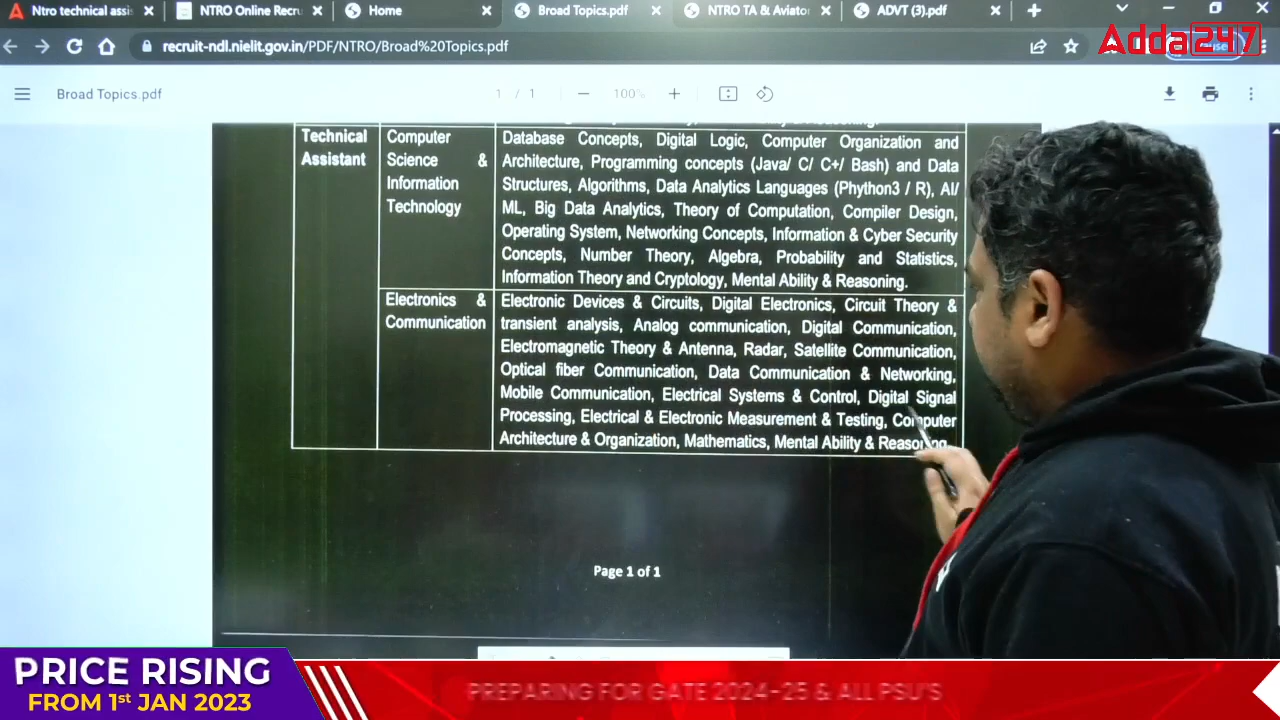 Ntro technical assis
NTRO Online Recru
Home
Broad Topics.pdf
NTRO TA & Aviator
ADVT (3).pdf
recruit-ndl.nielit.gov.in/PDF/NTRO/Broad%20Topics.pdf
Adda247
Broad Topics.pdf
1 / 1
100%
Technical
Assistant
Computer
Science &
Information
Technology
Database Concepts, Digital Logic, Computer Organization and
Architecture, Programming concepts (Java/ C/ C+/ Bash) and Data
Structures, Algorithms, Data Analytics Languages (Phython3 / R), AI/
ML, Big Data Analytics, Theory of Computation, Compiler Design,
Operating System, Networking Concepts, Information & Cyber Security
Concepts, Number Theory, Algebra, Probability and Statistics,
Information Theory and Cryptology, Mental Ability & Reasoning.
Electronics &
Communication
Electronic Devices & Circuits, Digital Electronics, Circuit Theory &
transient analysis, Analog communication, Digital Communication,
Electromagnetic Theory & Antenna, Radar, Satellite Communication,
Optical fiber Communication, Data Communication & Networking,
Mobile Communication, Electrical Systems & Control, Digital Signal
Processing, Electrical & Electronic Measurement & Testing, Computer
Architecture & Organization, Mathematics, Mental Ability & Reasoning.
Page 1 of 1
PRICE RISING
FROM 1st JAN 2023
PREPARING FOR GATE 2024-25 & ALL PSU'S